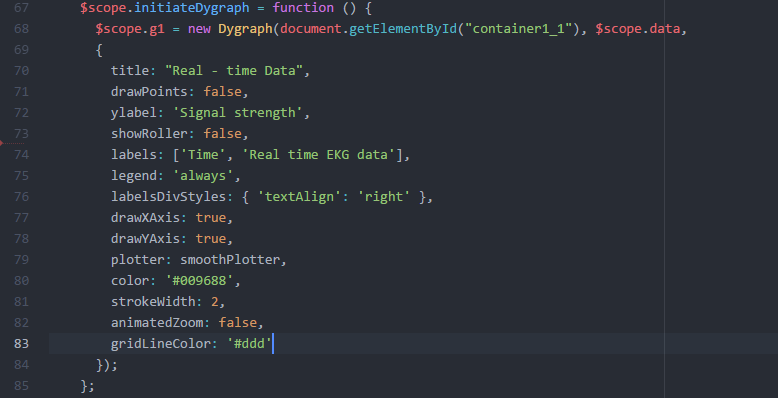 67 $scope.initiateDygraph = function () {
68 $scope.g1 = new Dygraph(document.getElementById("container1_1"), $scope.data,
69 {
70 title: "Real - time Data",
71 drawPoints: false,
72 ylabel: 'Signal strength',
73 showRoller: false,
74 labels: ['Time', 'Real time EKG data'],
75 legend: 'always',
76 labelsDivStyles: { 'textAlign': 'right' },
77 drawXAxis: true,
78 drawYAxis: true,
79 plotter: smoothPlotter,
80 color: '#009688',
81 strokeWidth: 2,
82 animatedZoom: false,
83 gridLineColor: '#ddd'
84 });
85 };